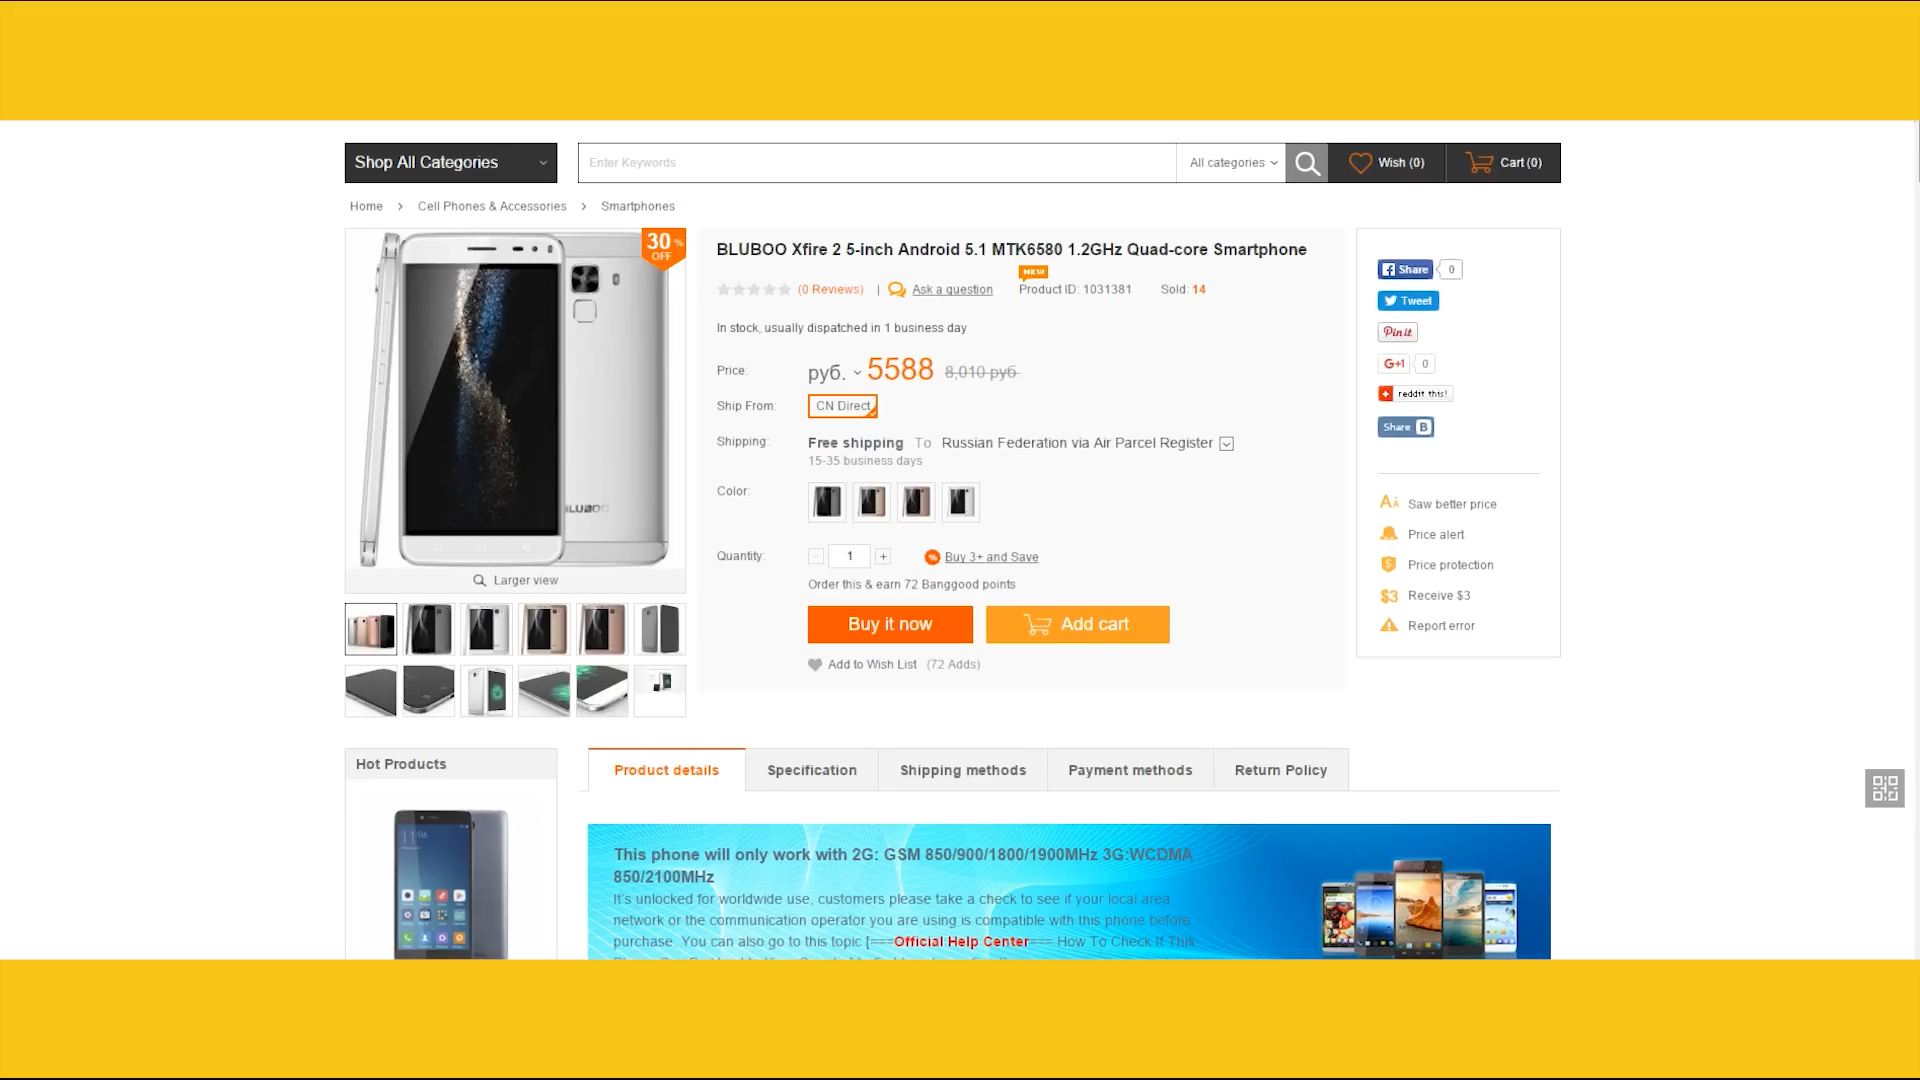 Shop All Categories
Enter Keywords
All categories
Wish (0)
Cart (0)
Home > Cell Phones & Accessories > Smartphones
30 %
OFF
BLUBOO
Larger view
BLUBOO Xfire 2 5-inch Android 5.1 MTK6580 1.2GHz Quad-core Smartphone
NEW
(0 Reviews) | Ask a question Product ID: 1031381 Sold: 14
In stock, usually dispatched in 1 business day
Price: руб. 5588 8,010 руб.
Ship From: CN Direct
Shipping: Free shipping To Russian Federation via Air Parcel Register
15-35 business days
Color:
Quantity: - 1 + % Buy 3+ and Save
Order this & earn 72 Banggood points
Buy it now
Add cart
Add to Wish List (72 Adds)
Share 0
Tweet
Pin it
G+1 0
reddit this!
Share B
Saw better price
Price alert
Price protection
$3 Receive $3
Report error
Hot Products
11:06
Product details
Specification
Shipping methods
Payment methods
Return Policy
This phone will only work with 2G: GSM 850/900/1800/1900MHz 3G:WCDMA
850/2100MHz
It's unlocked for worldwide use, customers please take a check to see if your local area
network or the communication operator you are using is compatible with this phone before
purchase. You can also go to this topic [===Official Help Center=== How To Check If This